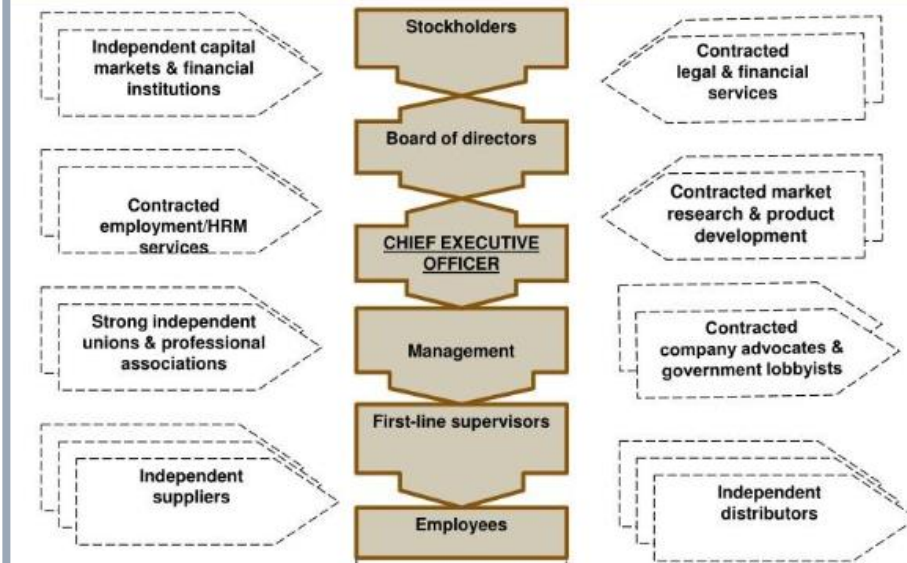 Stockholders
Independent capital
markets & financial
institutions
Contracted
legal & financial
services
Board of directors
Contracted
employment/HRM
services
Contracted market
research & product
development
CHIEF EXECUTIVE
OFFICER
Strong independent
unions & professional
associations
Management
Contracted
company advocates &
government lobbyists
First-line supervisors
Independent
suppliers
Independent
distributors
Employees